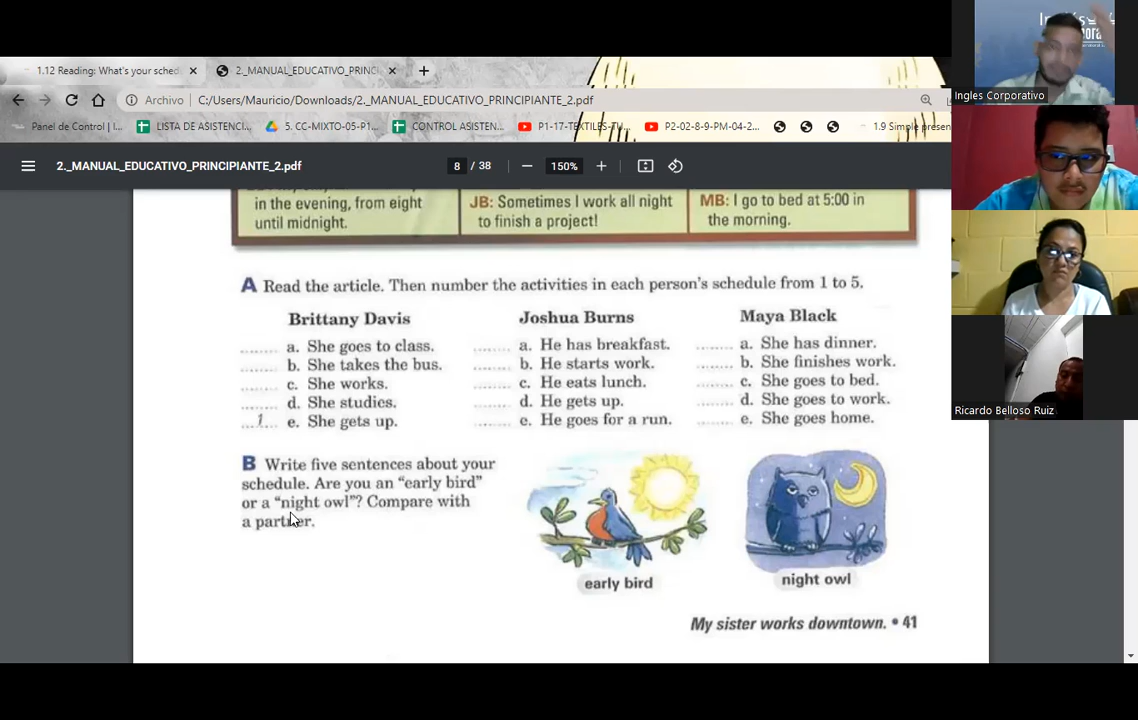 1.12 Reading: What's your sched
2._MANUAL_EDUCATIVO_PRINCI
Archivo
C:/Users/Mauricio/Downloads/2._MANUAL_EDUCATIVO_PRINCIPIANTE_2.pdf
Panel de Control | I...
LISTA DE ASISTENCI...
5. CC-MIXTO-05-P1...
CONTROL ASISTEN...
P1-17-TEXTILES-TU...
P2-02-8-9-PM-04-2...
1.9 Simple presen
2._MANUAL_EDUCATIVO_PRINCIPIANTE_2.pdf
8 / 38
150%
in the evening, from eight
until midnight.
JB: Sometimes I work all night
to finish a project!
MB: I go to bed at 5:00 in
the morning.
A Read the article. Then number the activities in each person's schedule from 1 to 5.
Brittany Davis
a. She goes to class.
b. She takes the bus.
c. She works.
d. She studies.
1 e. She gets up.
Joshua Burns
a. He has breakfast.
b. He starts work.
c. He eats lunch.
d. He gets up.
e. He goes for a run.
Maya Black
a. She has dinner.
b. She finishes work.
c. She goes to bed.
d. She goes to work.
e. She goes home.
B Write five sentences about your
schedule. Are you an "early bird"
or a "night owl"? Compare with
a partner.
early bird
night owl
My sister works downtown. • 41
Ingles Corporativo
Ricardo Belloso Ruiz